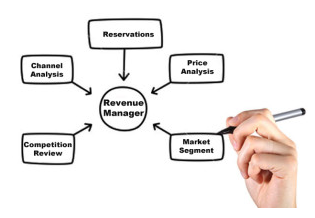 Reservations
Channel
Analysis
Price
Analysis
Revenue
Manager
Competition
Review
Market
Segment